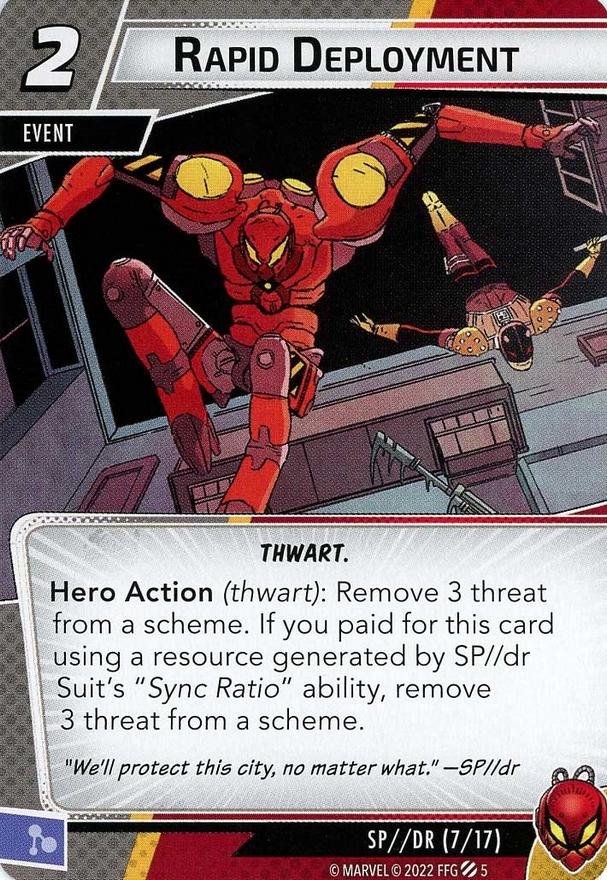 2
RAPID DEPLOYMENT
EVENT
THWART.
Hero Action (thwart): Remove 3 threat
from a scheme. If you paid for this card
using a resource generated by SP//dr
Suit's "Sync Ratio" ability, remove
3 threat from a scheme.
"We'll protect this city, no matter what." —SP//dr
SP//DR (7/17)
© MARVEL © 2022 FFG 5